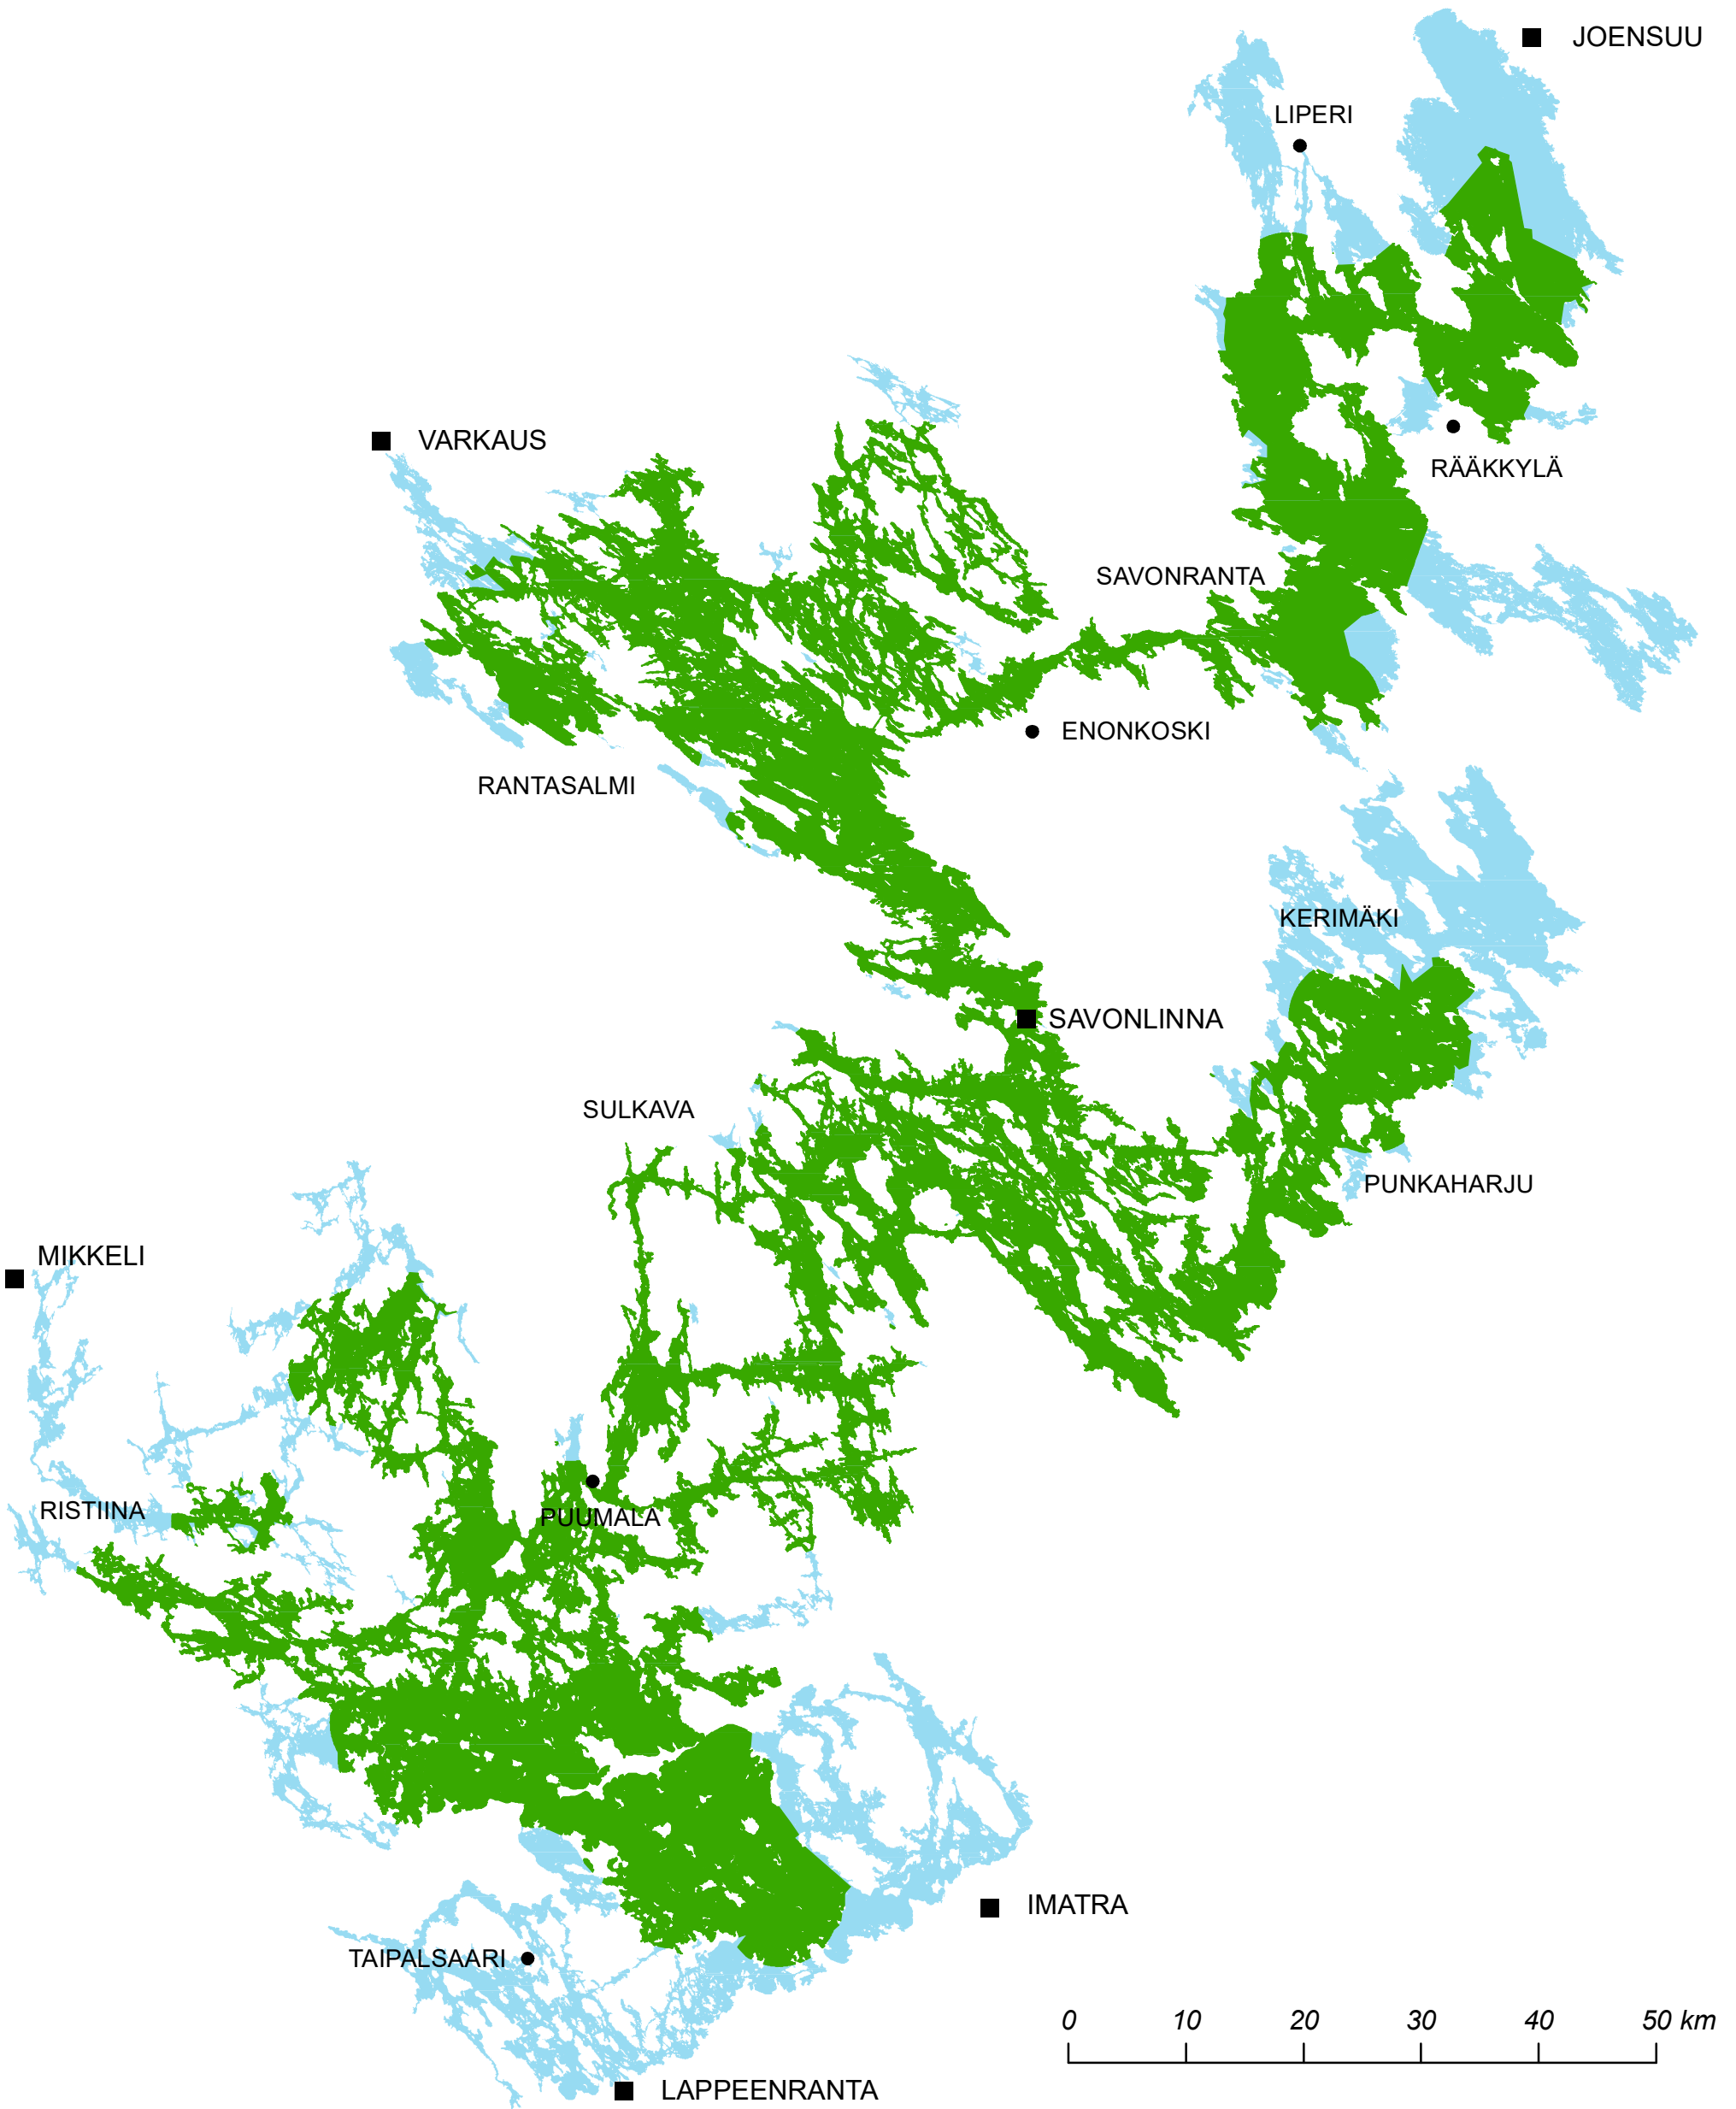 JOENSUU
LIPERI
VARKAUS
RÄÄKKYLÄ
SAVONRANTA
ENONKOSKI
RANTASALMI
KERIMÄKI
SAVONLINNA
SULKAVA
PUNKAHARJU
MIKKELI
RISTIINA
PUUMALA
IMATRA
TAIPALSAARI
0 10 20 30 40 50 km
LAPPEENRANTA